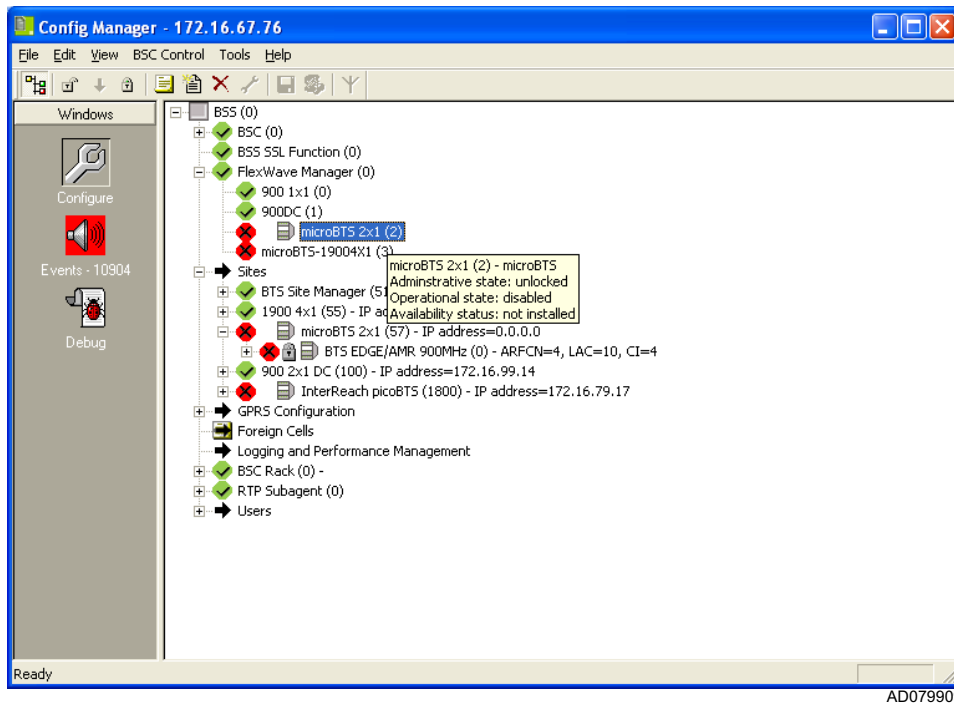 Config Manager - 172.16.67.76
File Edit View BSC Control Tools Help
Windows
Configure
Events - 10904
Debug
BSS (0)
BSC (0)
BSS SSL Function (0)
FlexWave Manager (0)
900 1x1 (0)
900DC (1)
microBTS 2x1 (2)
microBTS-19004X1 (3)
microBTS 2x1 (2) - microBTS
Adminstrative state: unlocked
Operational state: disabled
Availability status: not installed
Sites
BTS Site Manager (51
1900 4x1 (55) - IP ad
microBTS 2x1 (57) - IP address=0.0.0.0
BTS EDGE/AMR 900MHz (0) - ARFCN=4, LAC=10, CI=4
900 2x1 DC (100) - IP address=172.16.99.14
InterReach picoBTS (1800) - IP address=172.16.79.17
GPRS Configuration
Foreign Cells
Logging and Performance Management
BSC Rack (0) -
RTP Subagent (0)
Users
Ready
AD07990